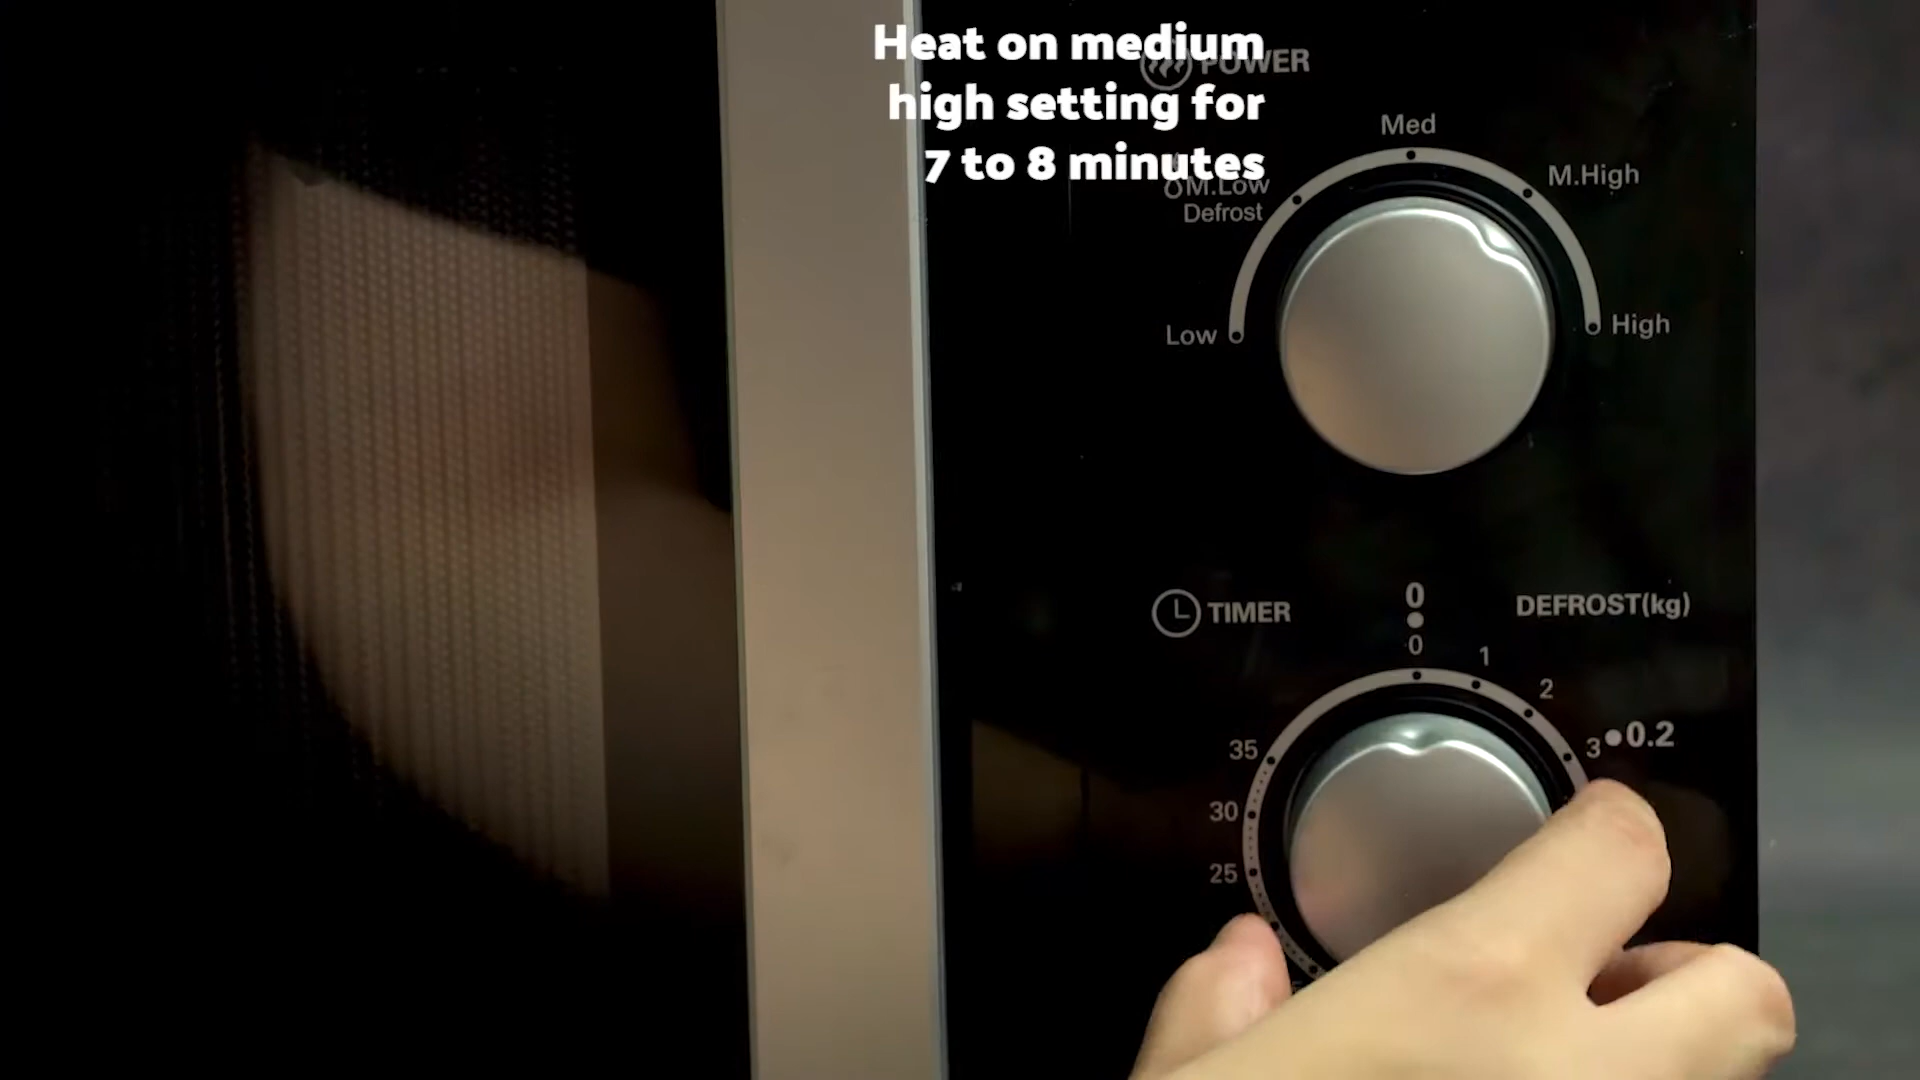 Heat on medium
high setting for
7 to 8 minutes
POWER
Med
M.High
M.Low
Defrost
Low
High
TIMER
0
DEFROST(kg)
0
1
2
3
0.2
35
30
25